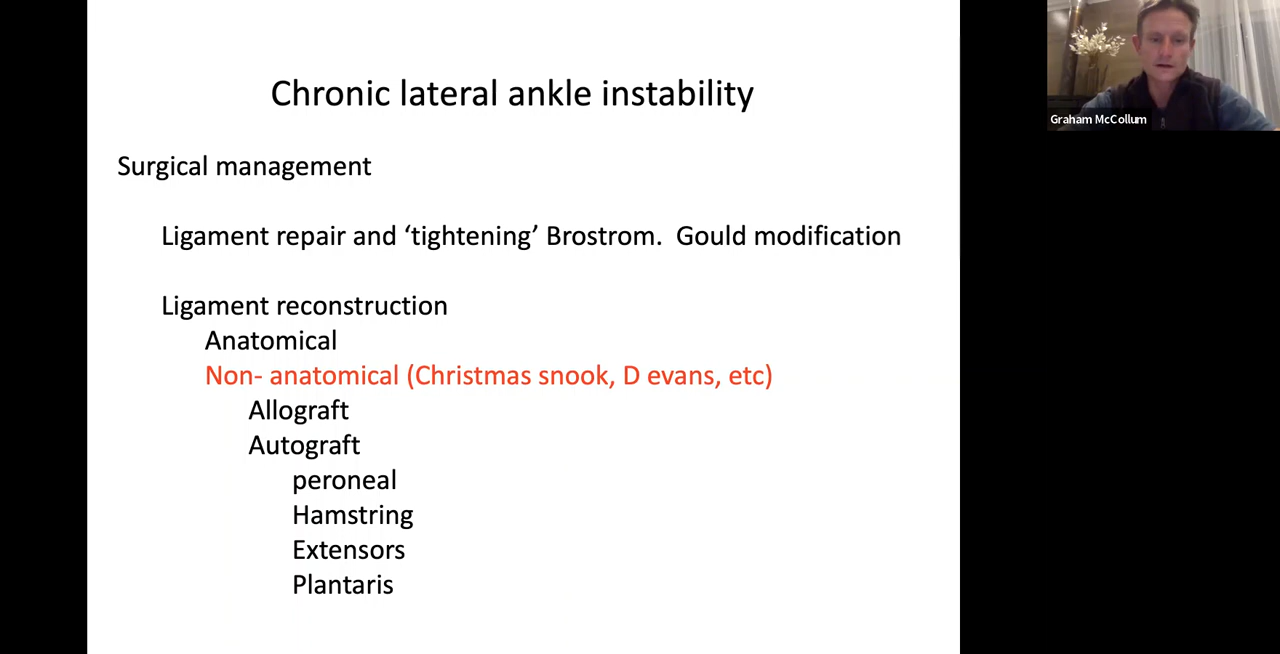 Chronic lateral ankle instability
Graham McCollum
Surgical management
Ligament repair and ‘tightening’ Brostrom.  Gould modification
Ligament reconstruction
Anatomical
Non- anatomical (Christmas snook, D evans, etc)
Allograft
Autograft
peroneal
Hamstring
Extensors
Plantaris